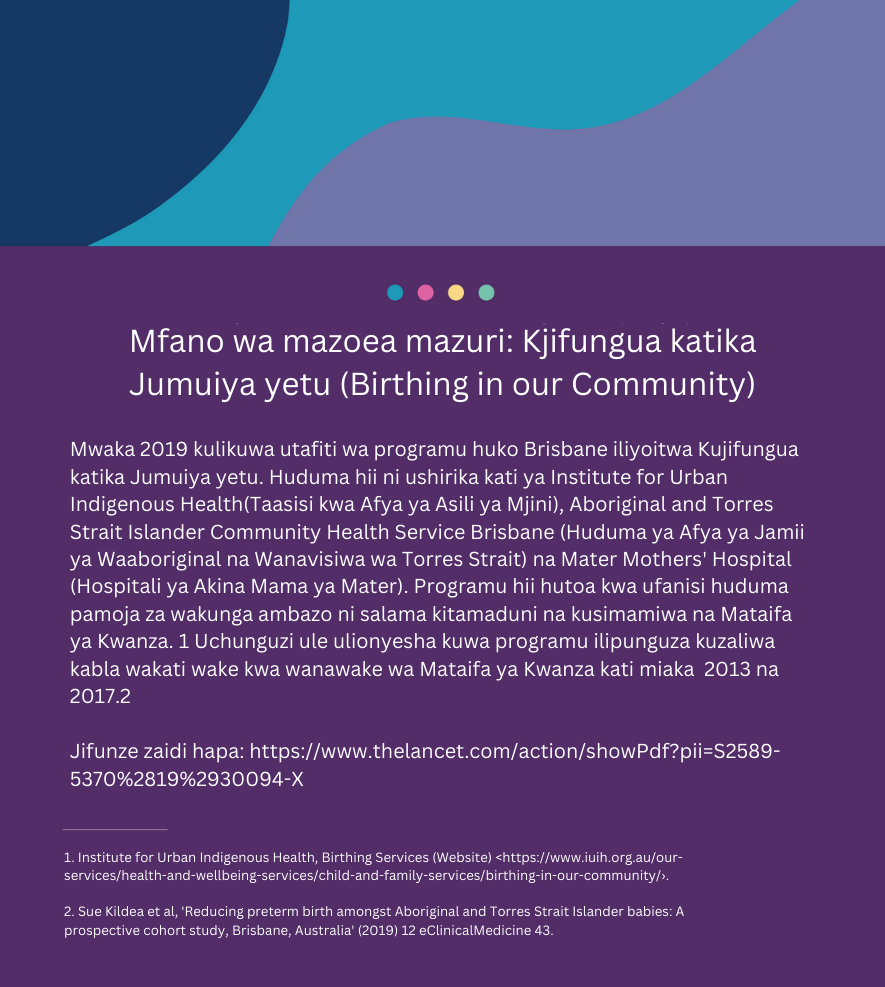 Mfano wa mazoea mazuri: Kjifungua katika
Jumuiya yetu (Birthing in our Community)
Mwaka 2019 kulikuwa utafiti wa programu huko Brisbane iliyoitwa Kujifungua
katika Jumuiya yetu. Huduma hii ni ushirika kati ya Institute for Urban
Indigenous Health(Taasisi kwa Afya ya Asili ya Mjini), Aboriginal and Torres
Strait Islander Community Health Service Brisbane (Huduma ya Afya ya Jamii
ya Waaboriginal na Wanavisiwa wa Torres Strait) na Mater Mothers' Hospital
(Hospitali ya Akina Mama ya Mater). Programu hii hutoa kwa ufanisi huduma
pamoja za wakunga ambazo ni salama kitamaduni na kusimamiwa na Mataifa
ya Kwanza. 1 Uchunguzi ule ulionyesha kuwa programu ilipunguza kuzaliwa
kabla wakati wake kwa wanawake wa Mataifa ya Kwanza kati miaka  2013 na
2017.2
Jifunze zaidi hapa: https://www.thelancet.com/action/showPdf?pii=S2589-
5370%2819%2930094-X
1. Institute for Urban Indigenous Health, Birthing Services (Website) <https://www.iuih.org.au/our-
services/health-and-wellbeing-services/child-and-family-services/birthing-in-our-community/›.
2. Sue Kildea et al, 'Reducing preterm birth amongst Aboriginal and Torres Strait Islander babies: A
prospective cohort study, Brisbane, Australia' (2019) 12 eClinicalMedicine 43.